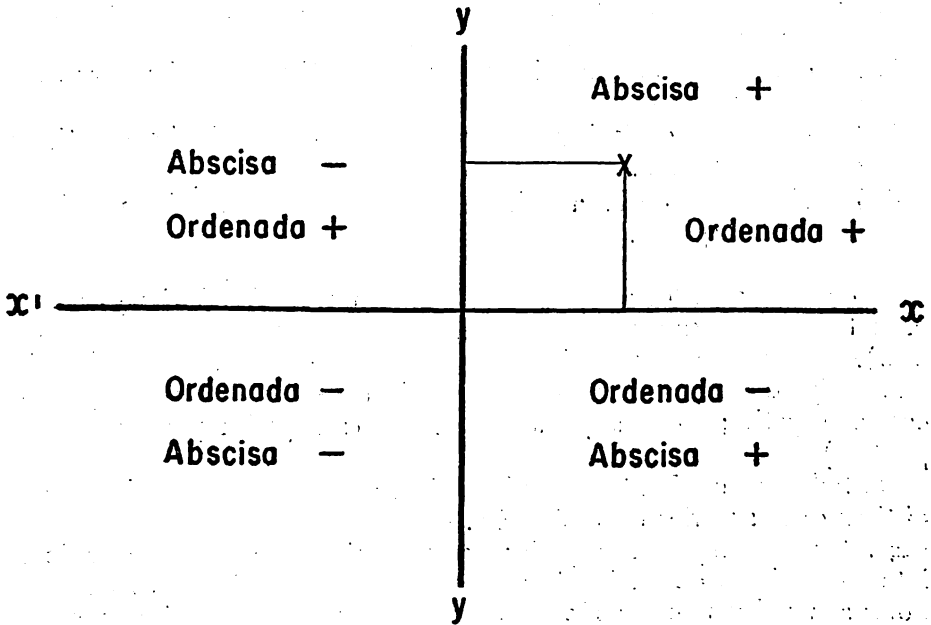 y
Abscisa +
Abscisa −
X
Ordenada +
Ordenada +
x' x
Ordenada − Ordenada −
Abscisa − Abscisa +
y